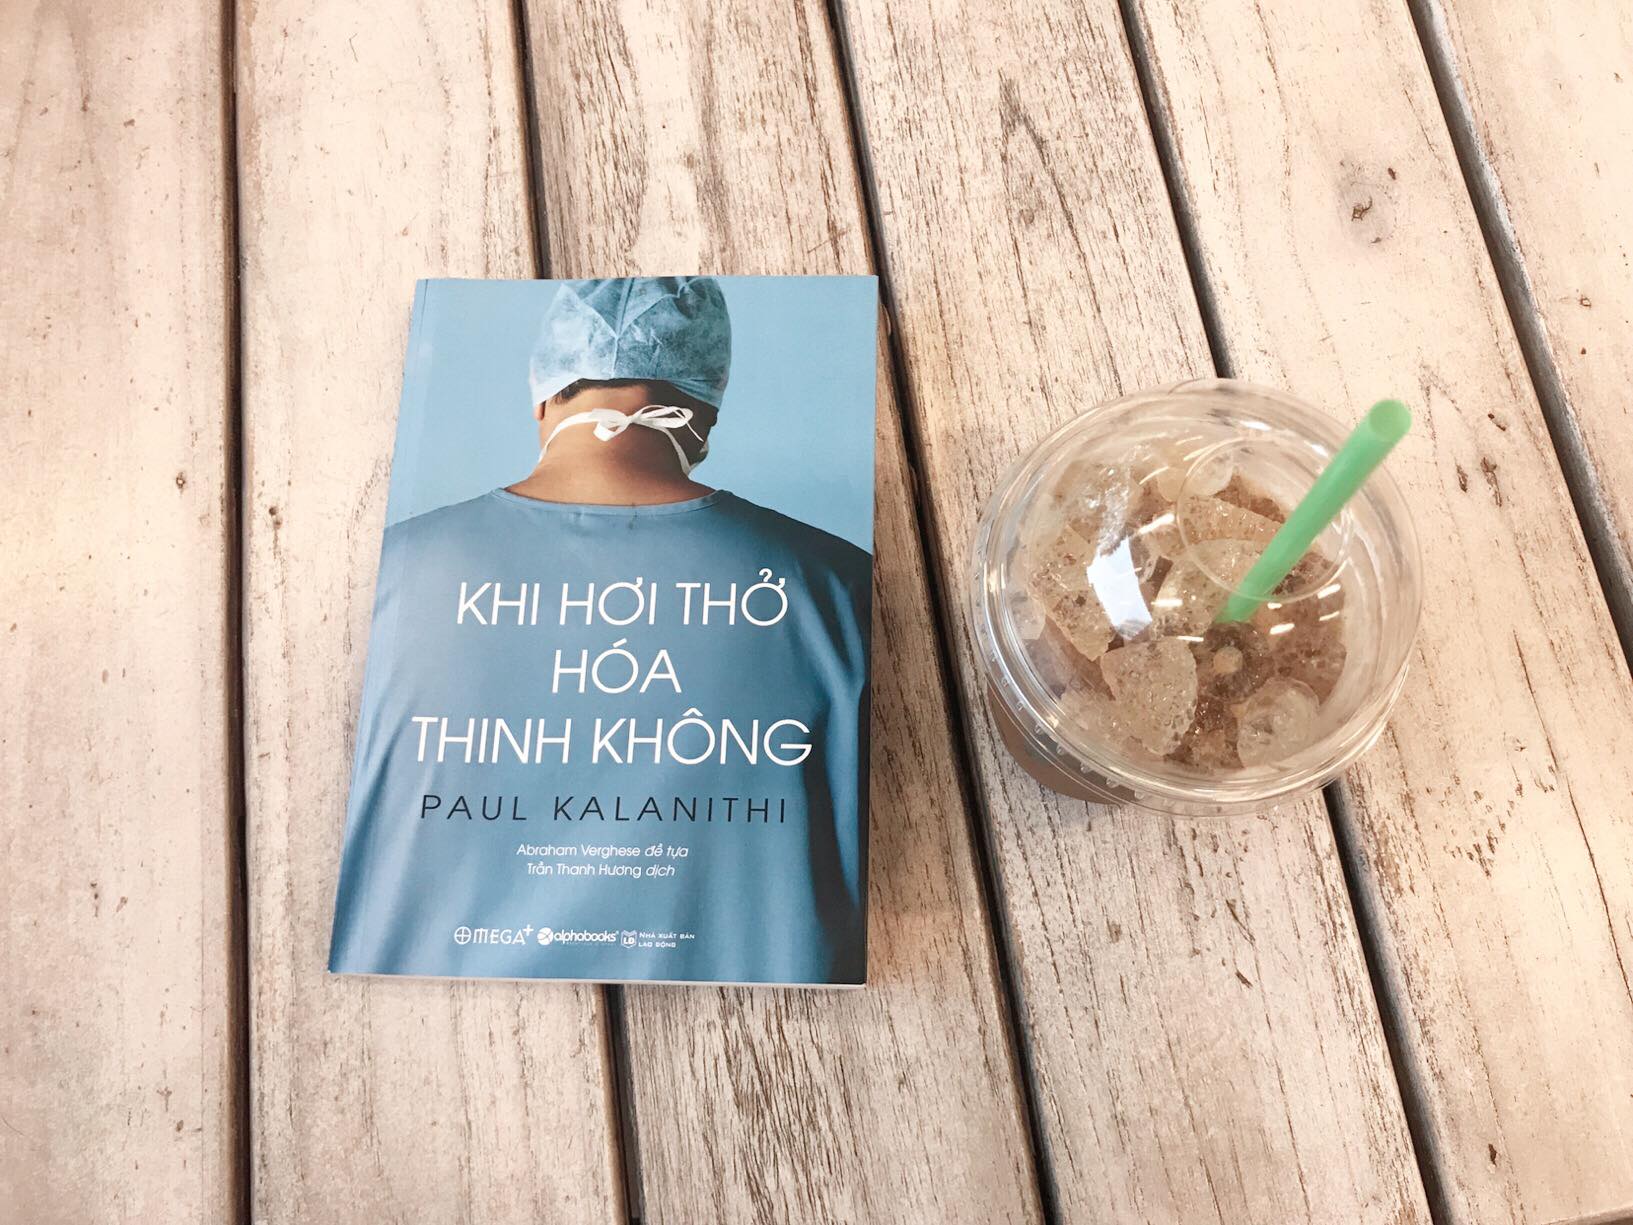 KHI HƠI THỞ
HÓA
THINH KHÔNG
PAUL KALANITHI
Abraham Verghese đề tựa
Trần Thanh Hương dịch
OMEGA+ alphabooks NHÀ XUẤT BẢN
LAO ĐỘNG